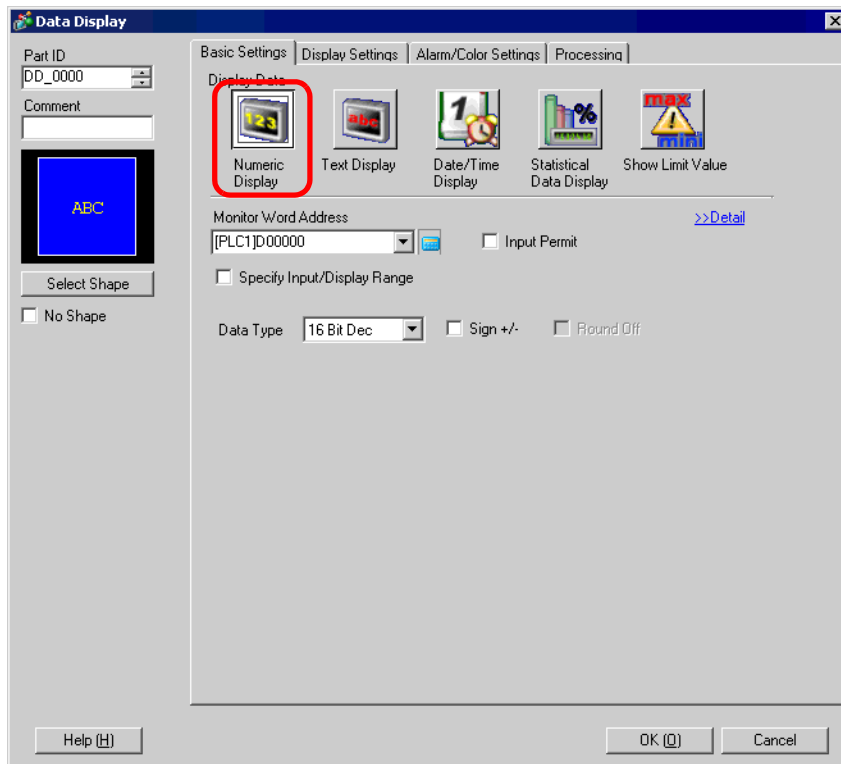 Data Display
Part ID
DD_0000
Comment
ABC
Select Shape
No Shape
Basic Settings Display Settings Alarm/Color Settings Processing
Display Data
123 abc 1 % max mini
Numeric Display
Text Display
Date/Time Display
Statistical Data Display
Show Limit Value
Monitor Word Address
>>Detail
[PLC1]D00000
Input Permit
Specify Input/Display Range
Data Type 16 Bit Dec Sign +/- Round Off
Help (H) OK (O) Cancel